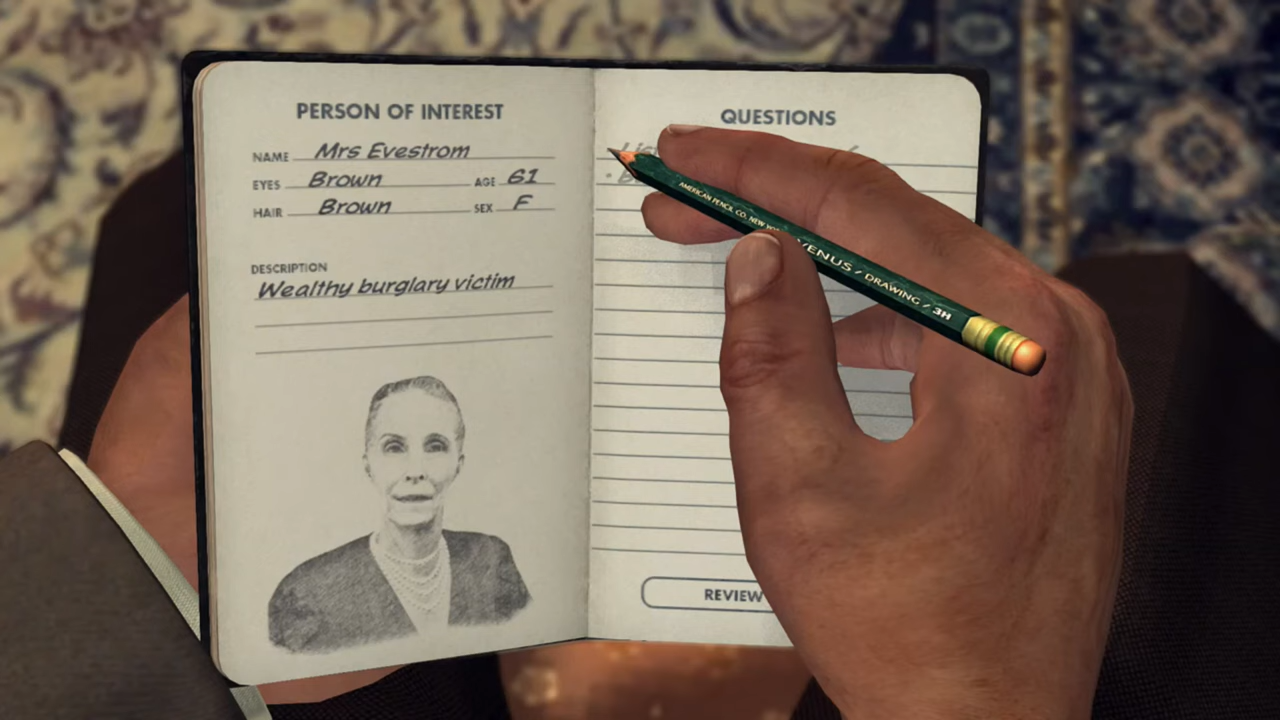 PERSON OF INTEREST
NAME Mrs Evestrom
EYES Brown AGE 61
HAIR Brown SEX F
DESCRIPTION
Wealthy burglary victim
QUESTIONS
AMERICAN PENCIL CO. NEW VENUS / DRAWING / 3H
REVIEW